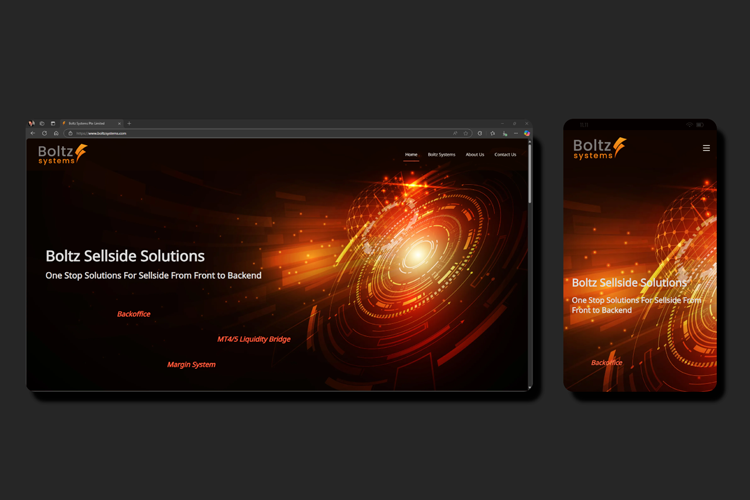 Boltz Systems Pte Limited
https://www.boltzsystems.com
Boltz
systems
Home
Boltz Systems
About Us
Contact Us
Boltz Sellside Solutions
One Stop Solutions For Sellside From Front to Backend
Backoffice
MT4/5 Liquidity Bridge
Margin System
Boltz
systems
Boltz Sellside Solutions
One Stop Solutions For Sellside From
Front to Backend
Backoffice